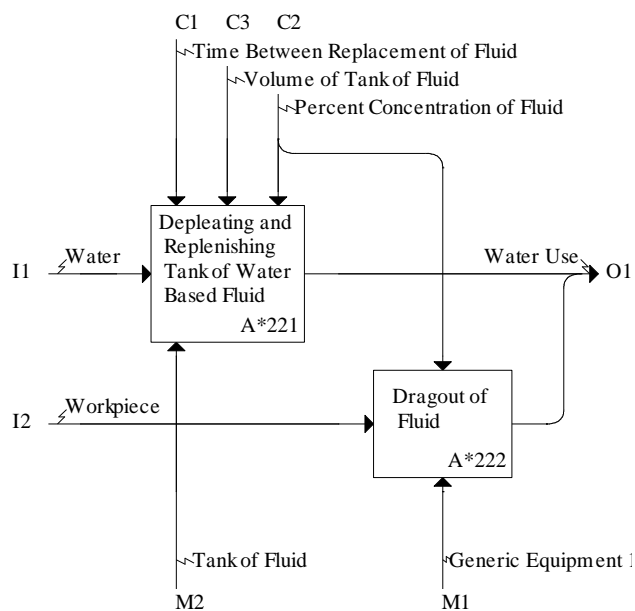 C1 C3 C2
Time Between Replacement of Fluid
Volume of Tank of Fluid
Percent Concentration of Fluid
Depleating and
Replenishing
Tank of Water
Based Fluid
A*221
I1 Water
Water Use O1
I2 Workpiece
Dragout of
Fluid
A*222
Tank of Fluid
Generic Equipment 1
M2 M1